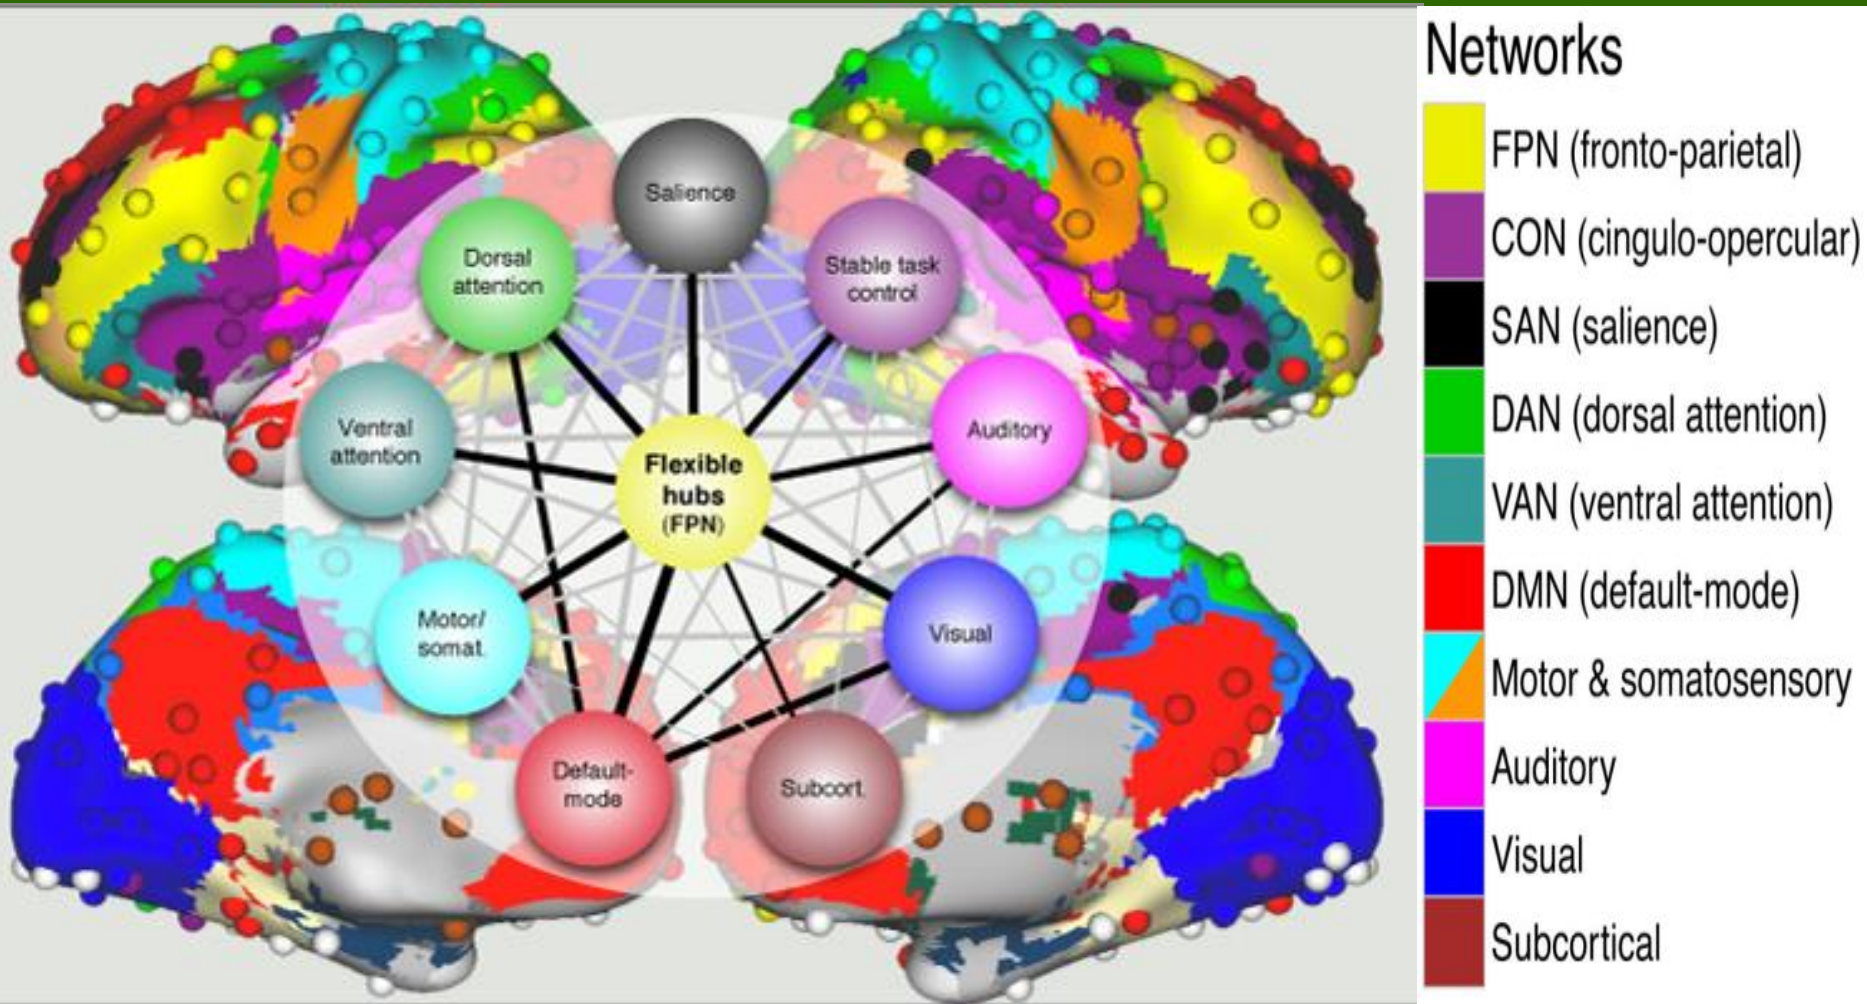 Salience
Dorsal
attention
Stable task
control
Ventral
attention
Auditory
Flexible
hubs
(FPN)
Motor/
somat.
Visual
Default-
mode
Subcort.
Networks
FPN (fronto-parietal)
CON (cingulo-opercular)
SAN (salience)
DAN (dorsal attention)
VAN (ventral attention)
DMN (default-mode)
Motor & somatosensory
Auditory
Visual
Subcortical